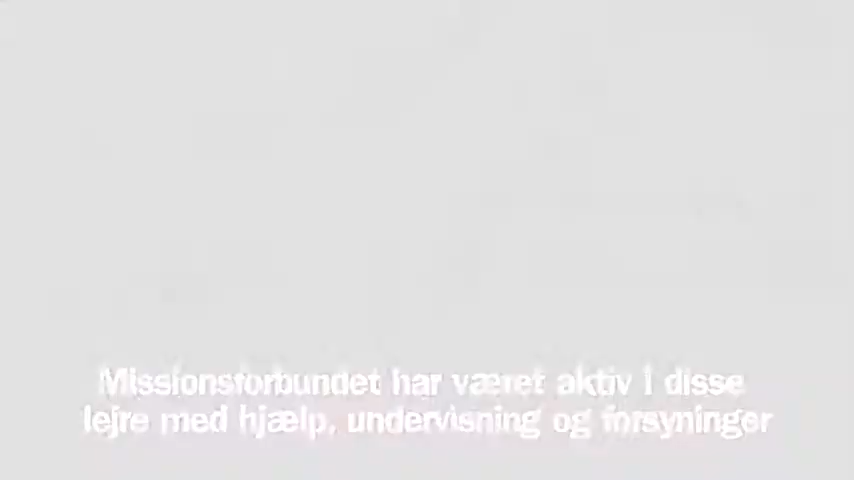 Missionsforbundet har været aktiv i disse
lejre med hjælp, undervisning og forsyninger